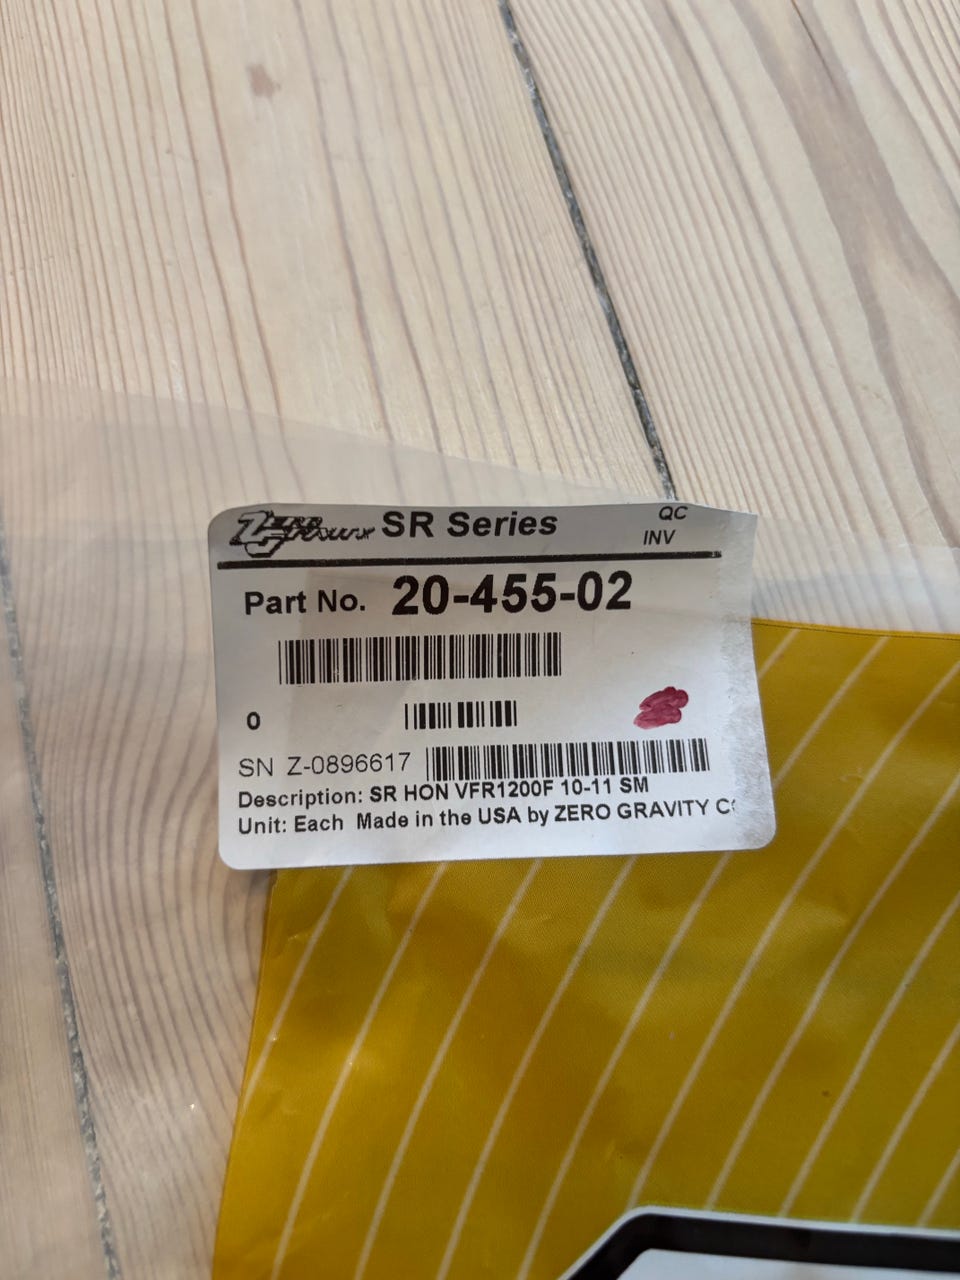 SR Series
QC
INV
Part No. 20-455-02
0
SN Z-0896617
Description: SR HON VFR1200F 10-11 SM
Unit: Each Made in the USA by ZERO GRAVITY